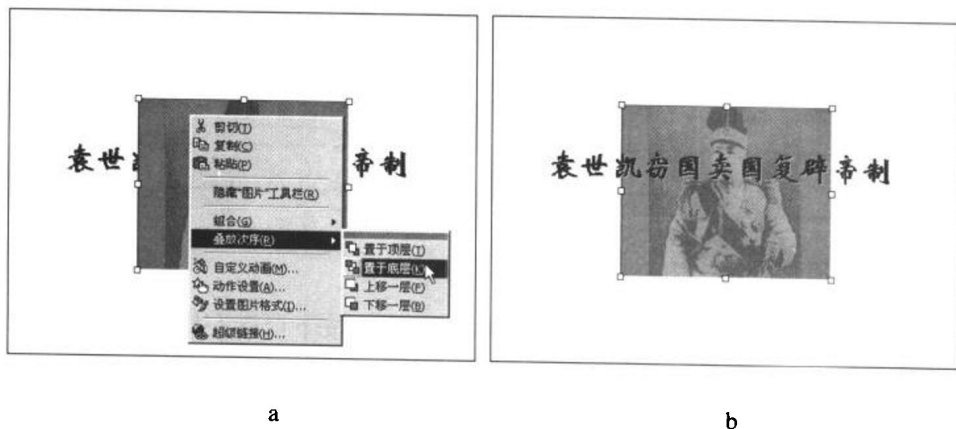 袁世凯
帝制
剪切(T)
复制(C)
粘贴(P)
隐藏“图片”工具栏(R)
组合(G)
叠放次序(R)
自定义动画(M)...
动作设置(A)...
设置图片格式(I)...
超级链接(H)...
置于顶层(T)
置于底层(K)
上移一层(F)
下移一层(B)
袁世凯窃国卖国复辟帝制
a
b